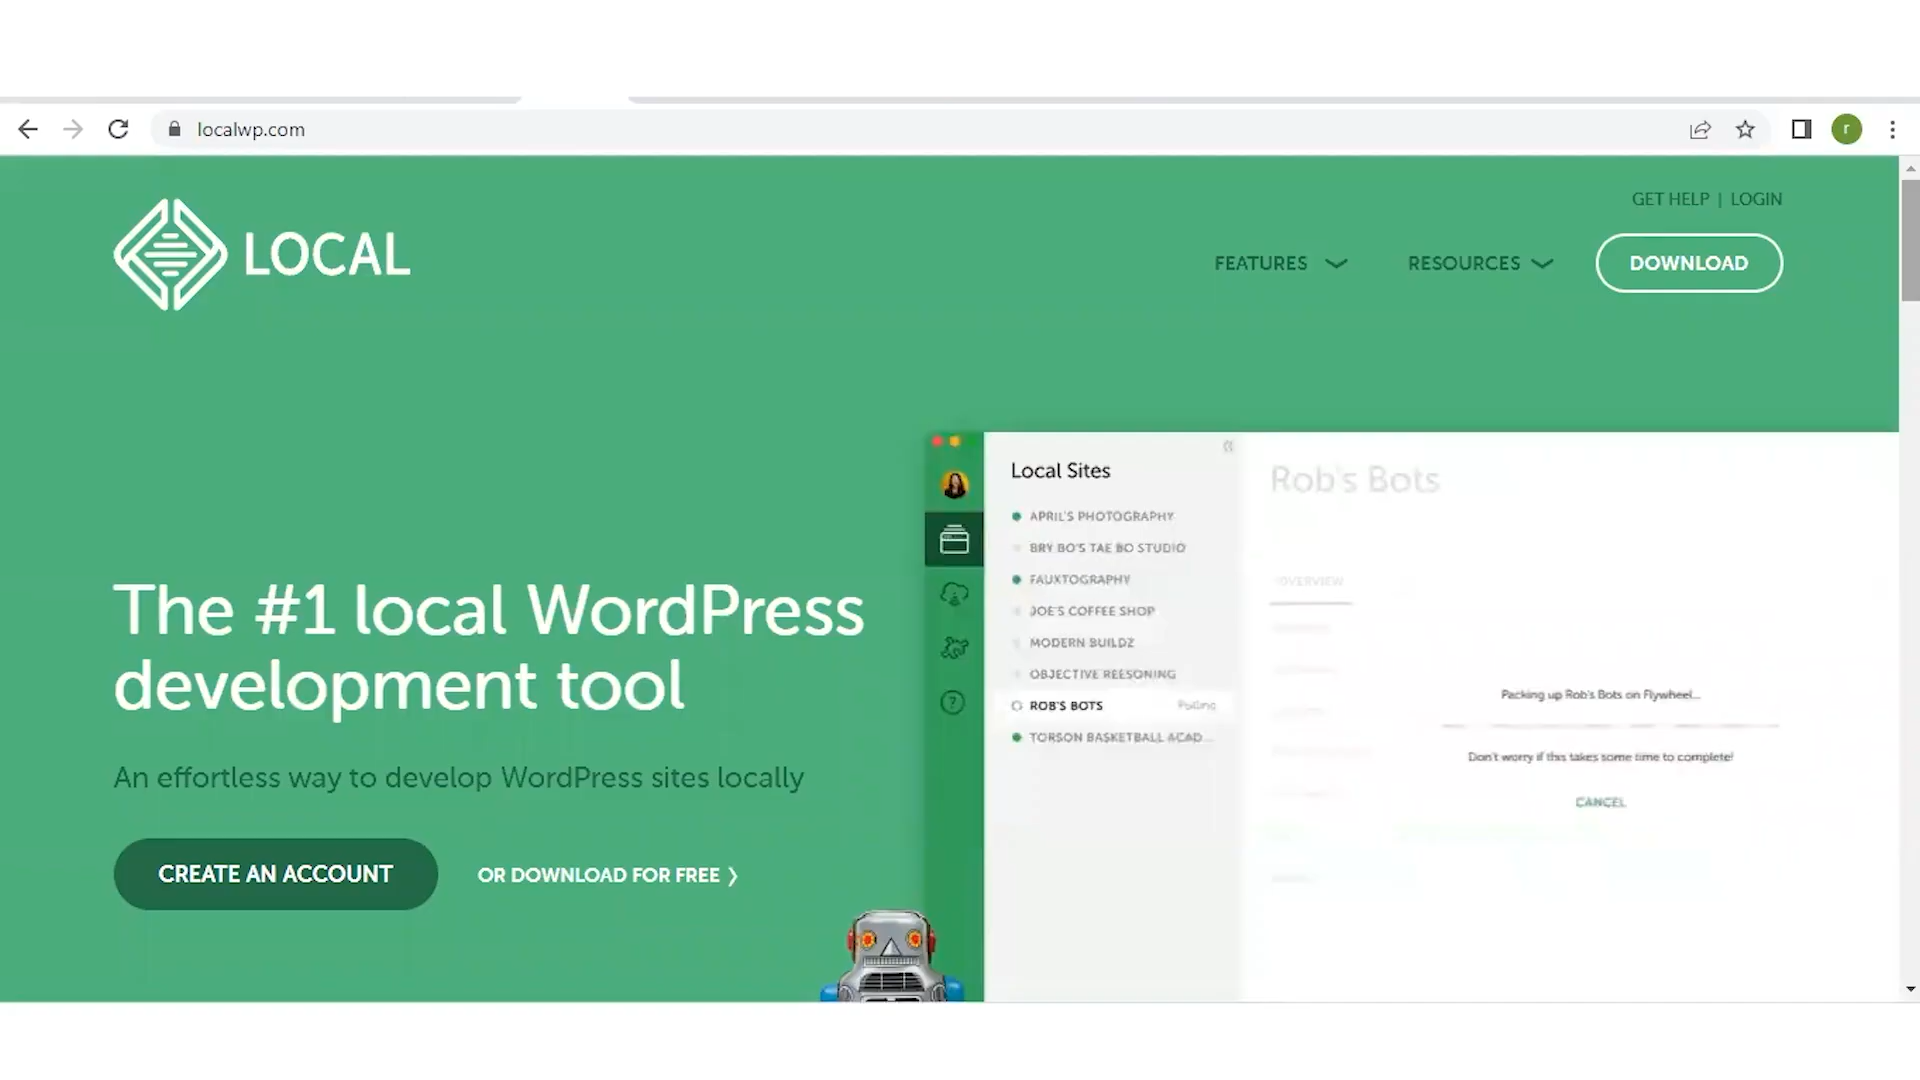 localwp.com
r
GET HELP | LOGIN
LOCAL
FEATURES
RESOURCES
DOWNLOAD
Local Sites
Rob's Bots
APRIL'S PHOTOGRAPHY
BRY BO'S TAE BO STUDIO
FAUXTOGRAPHY
OVERVIEW
JOE'S COFFEE SHOP
MODERN BUILDZ
OBJECTIVE REESONING
ROB'S BOTS
TORSON BASKETBALL ACAD...
Packing up Rob's Bots on Flywheel...
Don't worry if this takes some time to complete!
CANCEL
The #1 local WordPress
development tool
An effortless way to develop WordPress sites locally
CREATE AN ACCOUNT
OR DOWNLOAD FOR FREE ❯